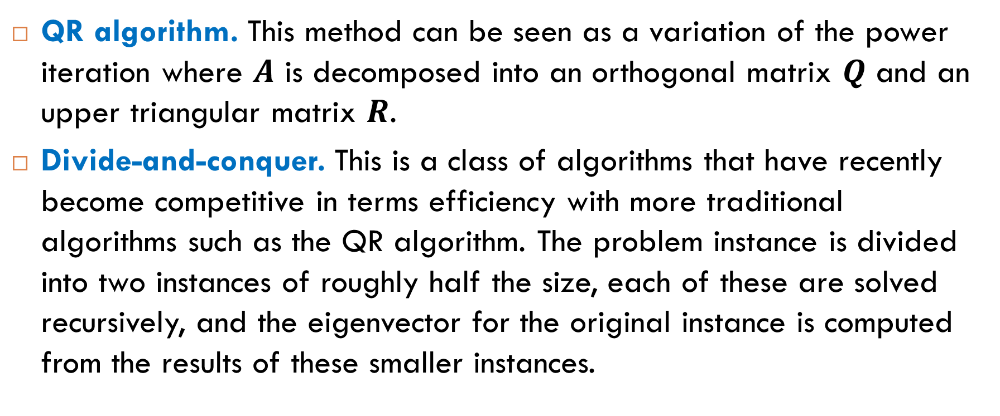 QR algorithm. This method can be seen as a variation of the power
iteration where A is decomposed into an orthogonal matrix Q and an
upper triangular matrix R.
Divide-and-conquer. This is a class of algorithms that have recently
become competitive in terms efficiency with more traditional
algorithms such as the QR algorithm. The problem instance is divided
into two instances of roughly half the size, each of these are solved
recursively, and the eigenvector for the original instance is computed
from the results of these smaller instances.